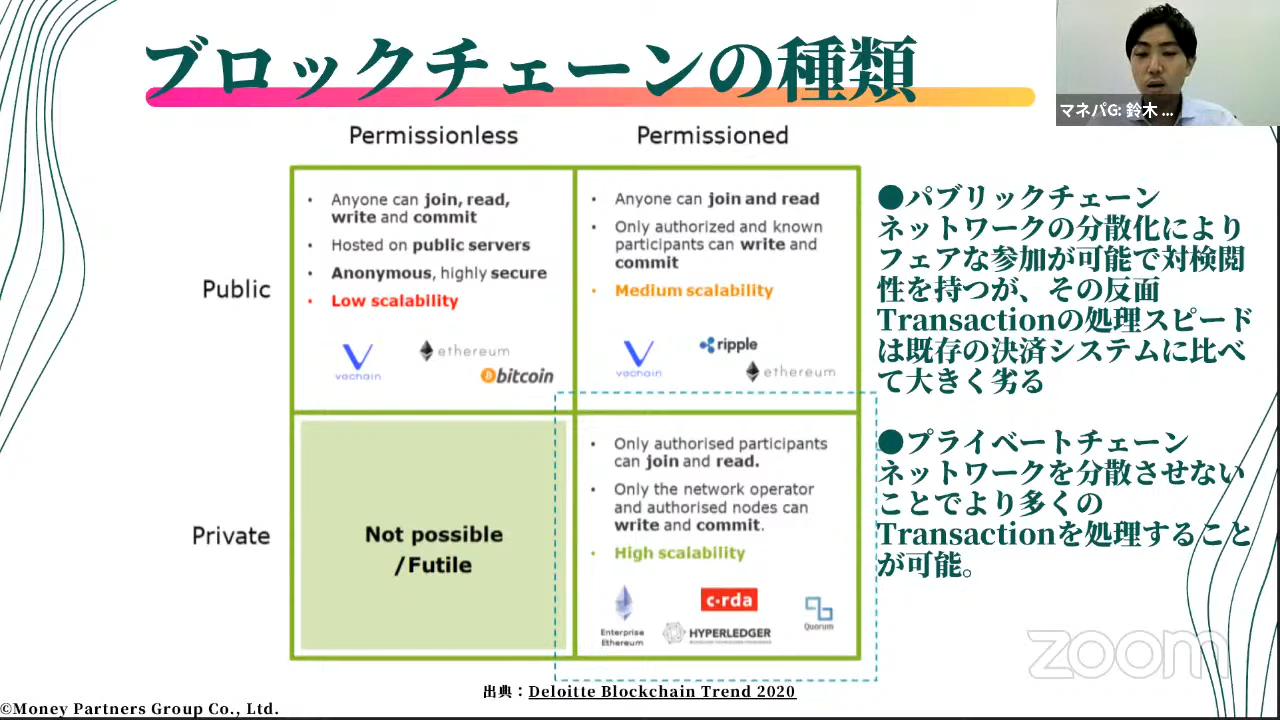 ブロックチェーンの種類
マネパG: 鈴木 ...
Permissionless
Permissioned
Public
• Anyone can join, read,
write and commit
• Hosted on public servers
• Anonymous, highly secure
• Low scalability
vechain
ethereum
bitcoin
• Anyone can join and read
• Only authorized and known
participants can write and
commit
• Medium scalability
vechain
ripple
ethereum
Private
Not possible
/Futile
• Only authorised participants
can join and read.
• Only the network operator
and authorised nodes can
write and commit.
• High scalability
Enterprise
Ethereum
c·rda
HYPERLEDGER
Quorum
●パブリックチェーン
ネットワークの分散化により
フェアな参加が可能で対検閲
性を持つが、その反面
Transactionの処理スピード
は既存の決済システムに比べ
て大きく劣る
●プライベートチェーン
ネットワークを分散させない
ことでより多くの
Transactionを処理すること
が可能。
zoom
出典：Deloitte Blockchain Trend 2020
©Money Partners Group Co., Ltd.